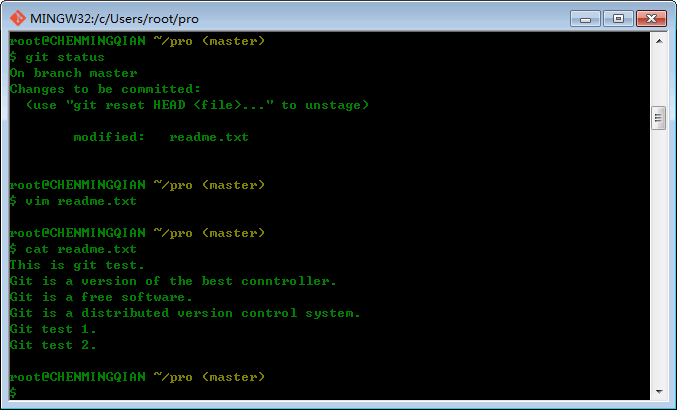 MINGW32:/c/Users/root/pro
root@CHENMINGQIAN ~/pro (master)
$ git status
On branch master
Changes to be committed:
  (use "git reset HEAD <file>..." to unstage)
        modified:   readme.txt
root@CHENMINGQIAN ~/pro (master)
$ vim readme.txt
root@CHENMINGQIAN ~/pro (master)
$ cat readme.txt
This is git test.
Git is a version of the best conntroller.
Git is a free software.
Git is a distributed version control system.
Git test 1.
Git test 2.
root@CHENMINGQIAN ~/pro (master)
$